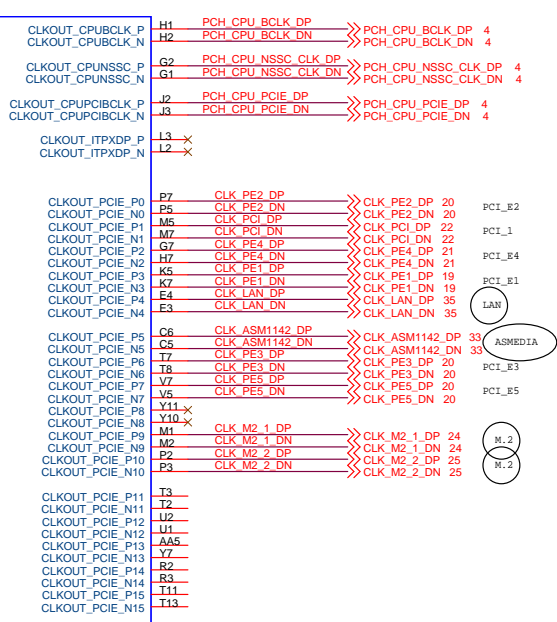 CLKOUT_CPUBCLK_P H1 PCH_CPU_BCLK_DP PCH_CPU_BCLK_DP 4
CLKOUT_CPUBCLK_N H2 PCH_CPU_BCLK_DN PCH_CPU_BCLK_DN 4
CLKOUT_CPUNSSC_P G2 PCH_CPU_NSSC_CLK_DP PCH_CPU_NSSC_CLK_DP 4
CLKOUT_CPUNSSC_N G1 PCH_CPU_NSSC_CLK_DN PCH_CPU_NSSC_CLK_DN 4
CLKOUT_CPUPCIBCLK_P J2 PCH_CPU_PCIE_DP PCH_CPU_PCIE_DP 4
CLKOUT_CPUPCIBCLK_N J3 PCH_CPU_PCIE_DN PCH_CPU_PCIE_DN 4
CLKOUT_ITPXDP_P L3
CLKOUT_ITPXDP_N L2
CLKOUT_PCIE_P0 P7 CLK_PE2_DP CLK_PE2_DP 20 PCI_E2
CLKOUT_PCIE_N0 P5 CLK_PE2_DN CLK_PE2_DN 20
CLKOUT_PCIE_P1 M5 CLK_PCI_DP CLK_PCI_DP 22 PCI_1
CLKOUT_PCIE_N1 M7 CLK_PCI_DN CLK_PCI_DN 22
CLKOUT_PCIE_P2 G7 CLK_PE4_DP CLK_PE4_DP 21 PCI_E4
CLKOUT_PCIE_N2 H7 CLK_PE4_DN CLK_PE4_DN 21
CLKOUT_PCIE_P3 K5 CLK_PE1_DP CLK_PE1_DP 19 PCI_E1
CLKOUT_PCIE_N3 K7 CLK_PE1_DN CLK_PE1_DN 19
CLKOUT_PCIE_P4 E4 CLK_LAN_DP CLK_LAN_DP 35 LAN
CLKOUT_PCIE_N4 E3 CLK_LAN_DN CLK_LAN_DN 35
CLKOUT_PCIE_P5 C6 CLK_ASM1142_DP CLK_ASM1142_DP 33 ASMEDIA
CLKOUT_PCIE_N5 C5 CLK_ASM1142_DN CLK_ASM1142_DN 33
CLKOUT_PCIE_P6 T7 CLK_PE3_DP CLK_PE3_DP 20 PCI_E3
CLKOUT_PCIE_N6 T8 CLK_PE3_DN CLK_PE3_DN 20
CLKOUT_PCIE_P7 V7 CLK_PE5_DP CLK_PE5_DP 20 PCI_E5
CLKOUT_PCIE_N7 V5 CLK_PE5_DN CLK_PE5_DN 20
CLKOUT_PCIE_P8 Y11
CLKOUT_PCIE_N8 Y10
CLKOUT_PCIE_P9 M1 CLK_M2_1_DP CLK_M2_1_DP 24 M.2
CLKOUT_PCIE_N9 M2 CLK_M2_1_DN CLK_M2_1_DN 24
CLKOUT_PCIE_P10 P2 CLK_M2_2_DP CLK_M2_2_DP 25 M.2
CLKOUT_PCIE_N10 P3 CLK_M2_2_DN CLK_M2_2_DN 25
CLKOUT_PCIE_P11 T3
CLKOUT_PCIE_N11 T2
CLKOUT_PCIE_P12 U2
CLKOUT_PCIE_N12 U1
CLKOUT_PCIE_P13 AA5
CLKOUT_PCIE_N13 Y7
CLKOUT_PCIE_P14 R2
CLKOUT_PCIE_N14 R3
CLKOUT_PCIE_P15 T11
CLKOUT_PCIE_N15 T13